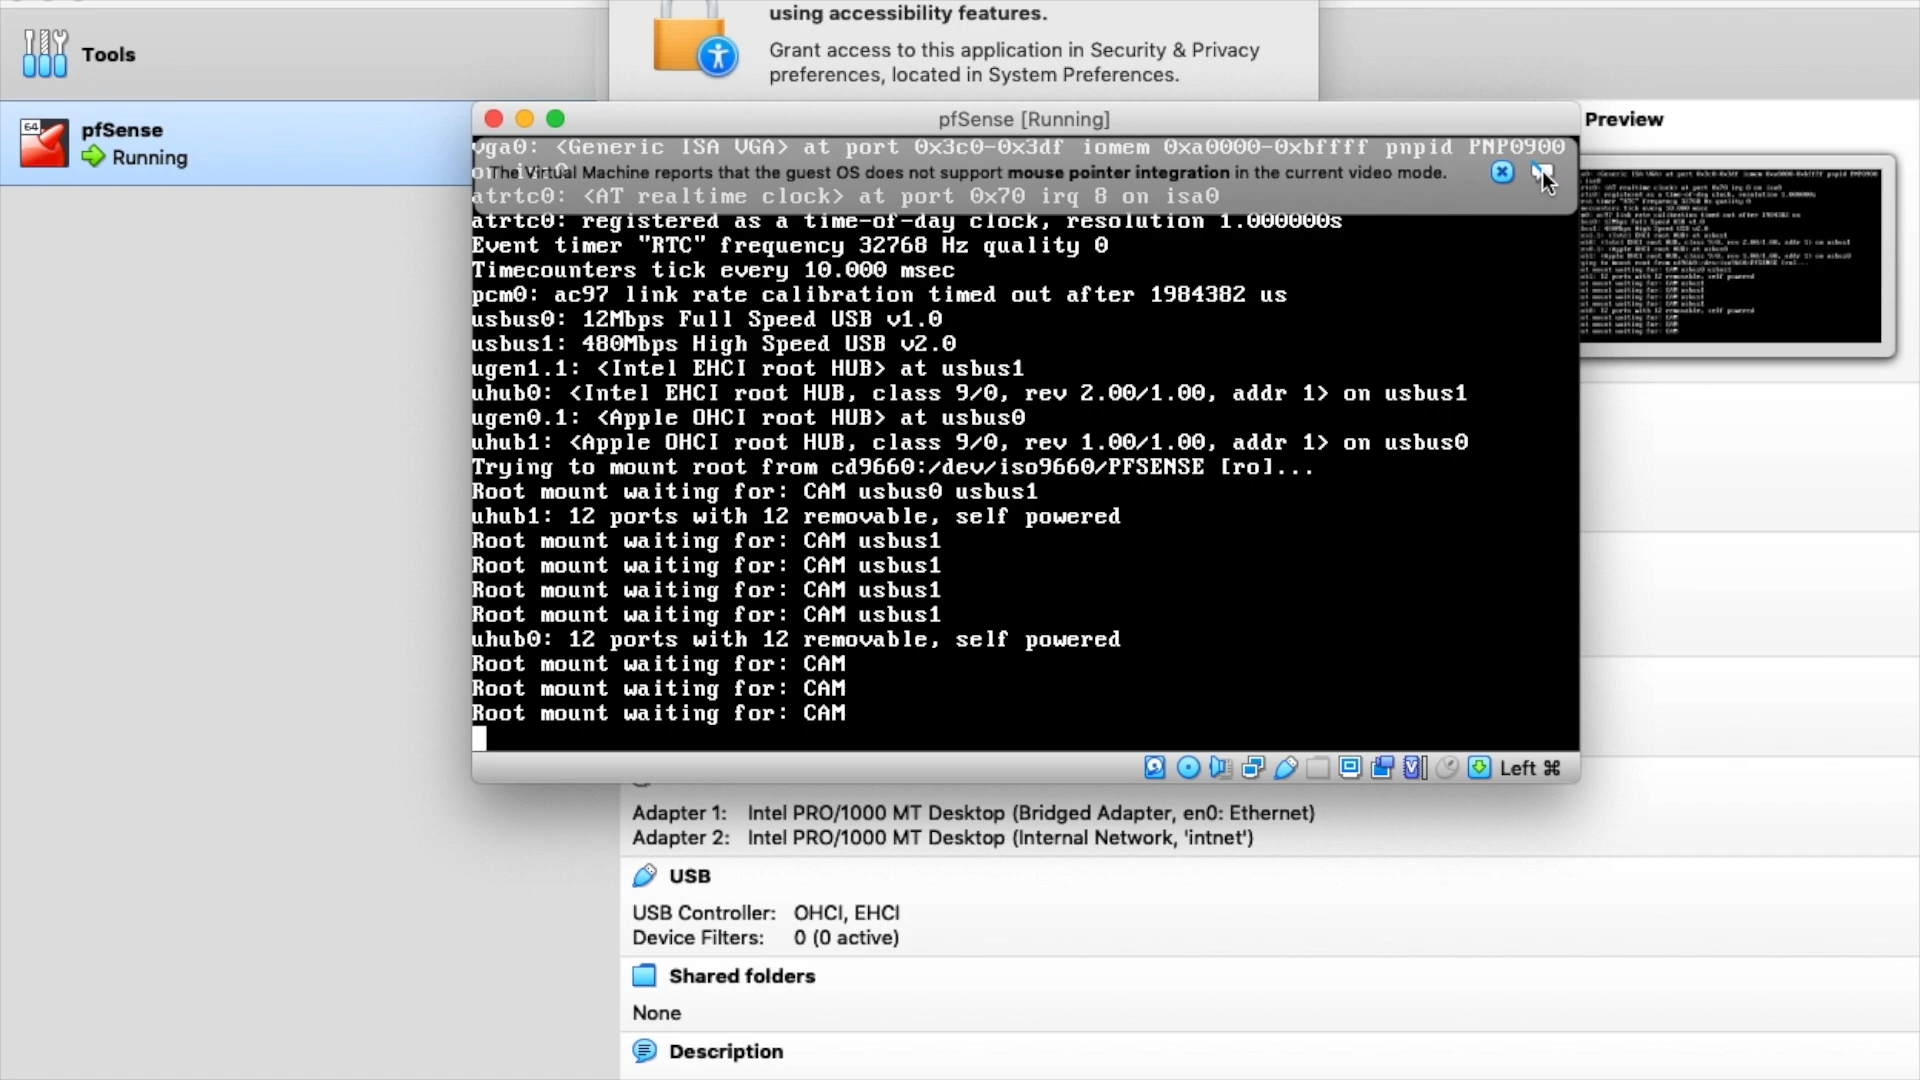 using accessibility features.
Grant access to this application in Security & Privacy
preferences, located in System Preferences.
Tools
64
pfSense
Running
pfSense [Running]
Preview
vga0: <Generic ISA VGA> at port 0x3c0-0x3df iomem 0xa0000-0xbffff pnpid PNP0900
on isa0
The Virtual Machine reports that the guest OS does not support mouse pointer integration in the current video mode.
atrtc0: <AT realtime clock> at port 0x70 irq 8 on isa0
atrtc0: registered as a time-of-day clock, resolution 1.000000s
Event timer "RTC" frequency 32768 Hz quality 0
Timecounters tick every 10.000 msec
pcm0: ac97 link rate calibration timed out after 1984382 us
usbus0: 12Mbps Full Speed USB v1.0
usbus1: 480Mbps High Speed USB v2.0
ugen1.1: <Intel EHCI root HUB> at usbus1
uhub0: <Intel EHCI root HUB, class 9/0, rev 2.00/1.00, addr 1> on usbus1
ugen0.1: <Apple OHCI root HUB> at usbus0
uhub1: <Apple OHCI root HUB, class 9/0, rev 1.00/1.00, addr 1> on usbus0
Trying to mount root from cd9660:/dev/iso9660/PFSENSE [ro]...
Root mount waiting for: CAM usbus0 usbus1
uhub1: 12 ports with 12 removable, self powered
Root mount waiting for: CAM usbus1
Root mount waiting for: CAM usbus1
Root mount waiting for: CAM usbus1
Root mount waiting for: CAM usbus1
uhub0: 12 ports with 12 removable, self powered
Root mount waiting for: CAM
Root mount waiting for: CAM
Root mount waiting for: CAM
Left ⌘
Adapter 1: Intel PRO/1000 MT Desktop (Bridged Adapter, en0: Ethernet)
Adapter 2: Intel PRO/1000 MT Desktop (Internal Network, 'intnet')
USB
USB Controller: OHCI, EHCI
Device Filters: 0 (0 active)
Shared folders
None
Description